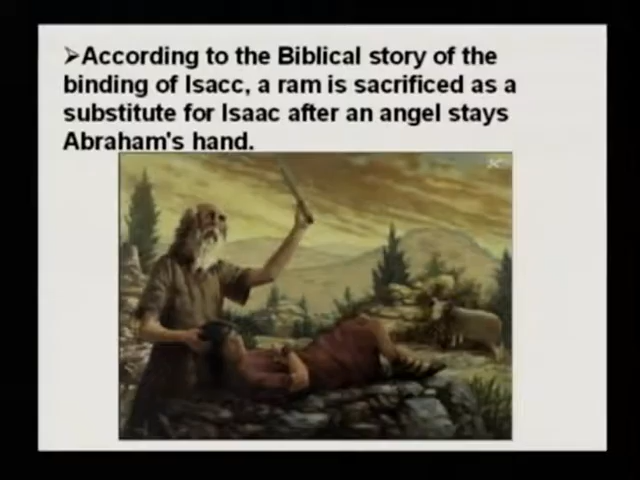 ➢According to the Biblical story of the
binding of Isacc, a ram is sacrificed as a
substitute for Isaac after an angel stays
Abraham's hand.